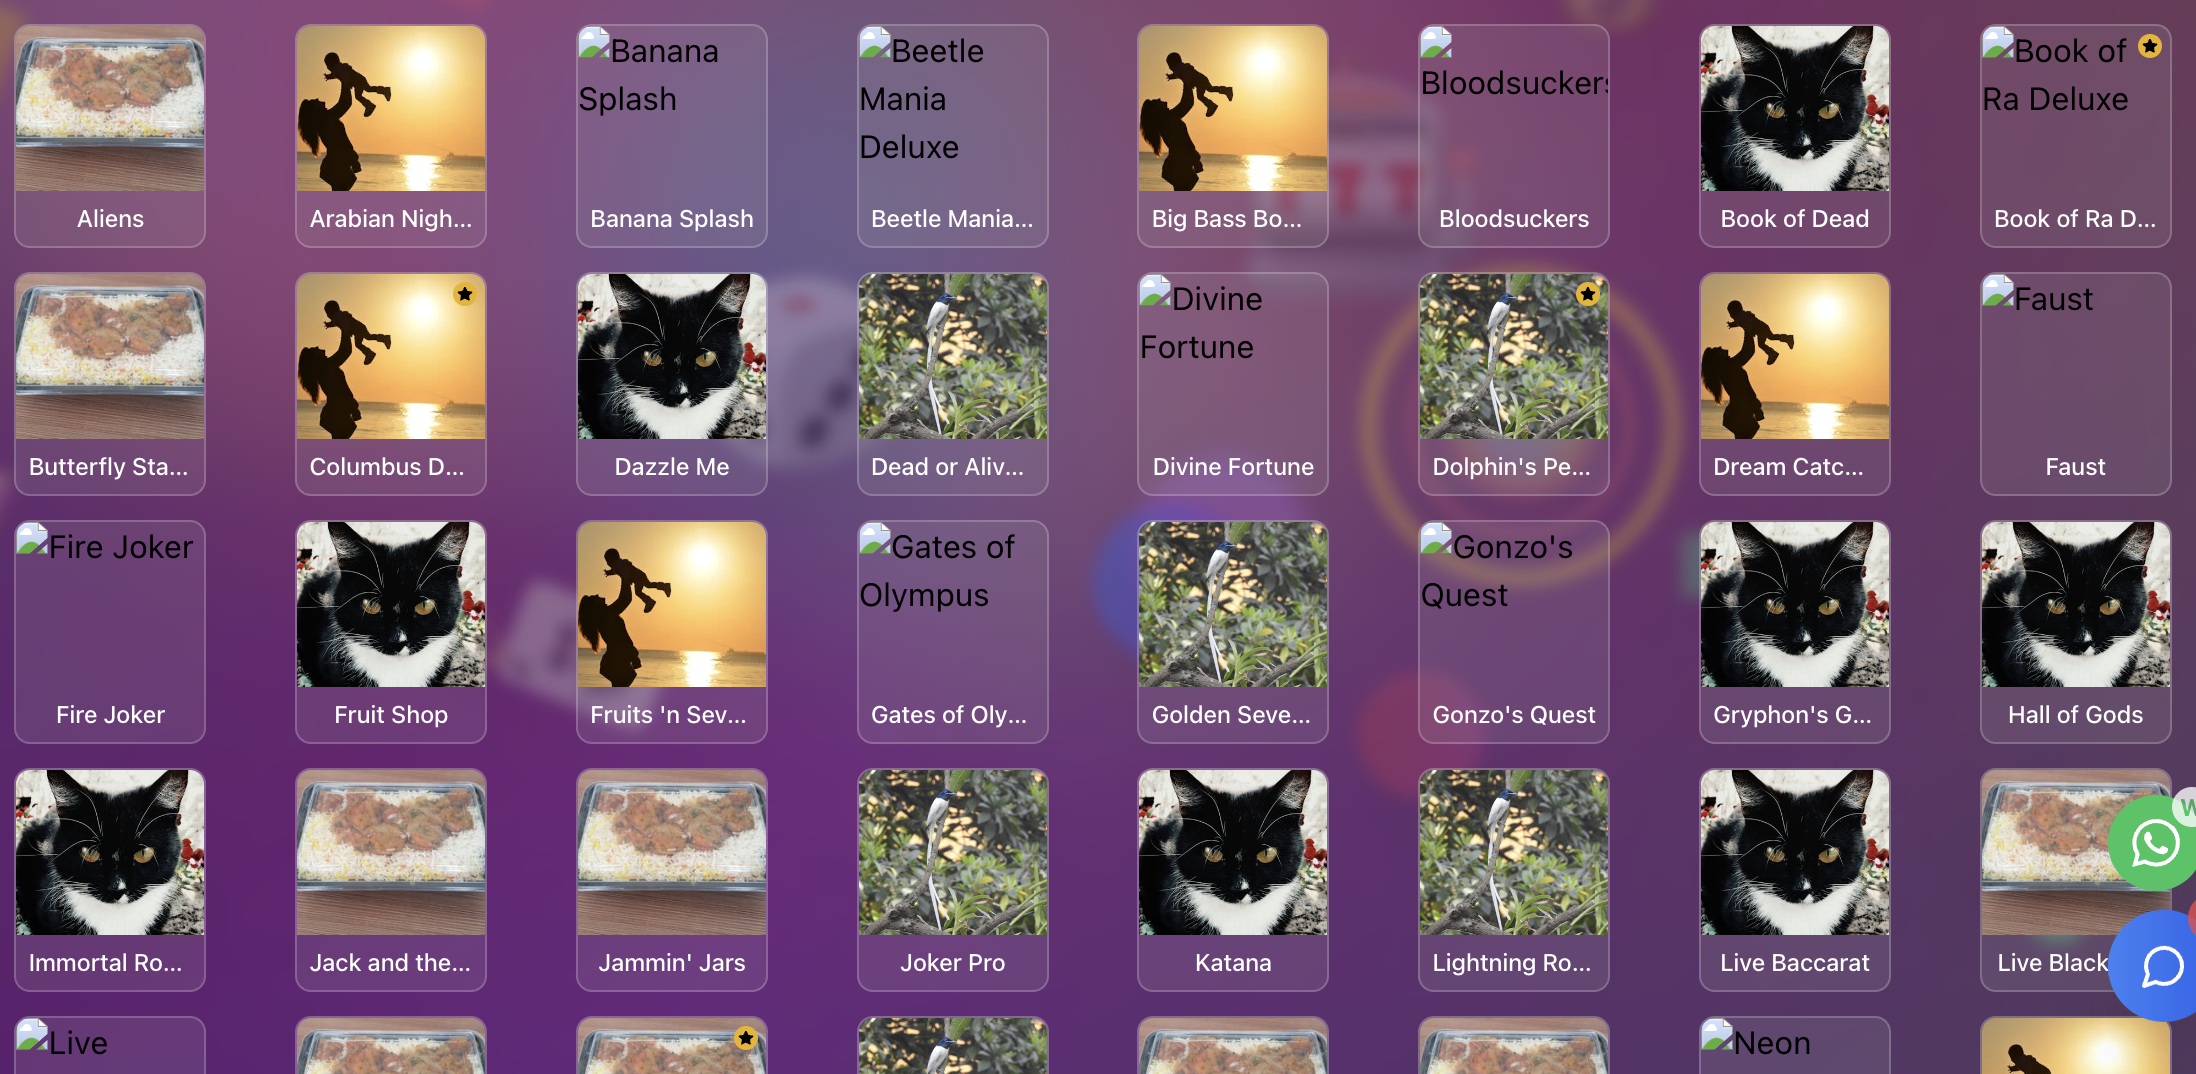 Banana
Splash
Beetle
Mania
Deluxe
Bloodsuckers
Book of
Ra Deluxe
Aliens
Arabian Nigh...
Banana Splash
Beetle Mania...
Big Bass Bo...
Bloodsuckers
Book of Dead
Book of Ra D...
Divine
Fortune
Faust
Butterfly Sta...
Columbus D...
Dazzle Me
Dead or Aliv...
Divine Fortune
Dolphin's Pe...
Dream Catc...
Faust
Fire Joker
Gates of
Olympus
Gonzo's
Quest
Fire Joker
Fruit Shop
Fruits 'n Sev...
Gates of Oly...
Golden Seve...
Gonzo's Quest
Gryphon's G...
Hall of Gods
W
Immortal Ro...
Jack and the...
Jammin' Jars
Joker Pro
Katana
Lightning Ro...
Live Baccarat
Live Black
Live
Neon